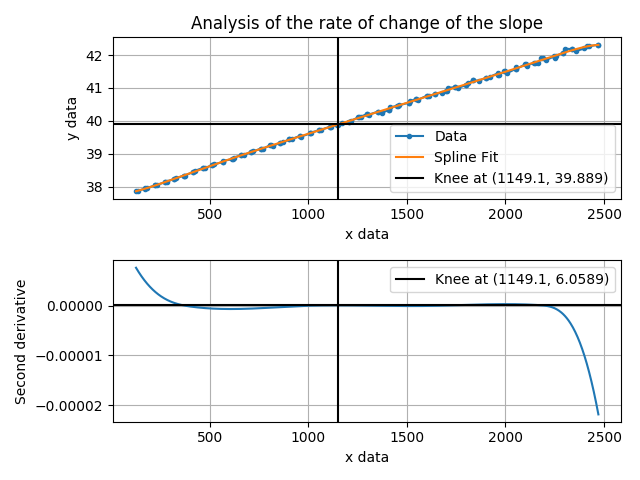 Analysis of the rate of change of the slope
42
41
40
39
38
y data
Data
Spline Fit
Knee at (1149.1, 39.889)
500
1000
1500
2000
2500
x data
Knee at (1149.1, 6.0589)
0.00000
−0.00001
−0.00002
Second derivative
500
1000
1500
2000
2500
x data